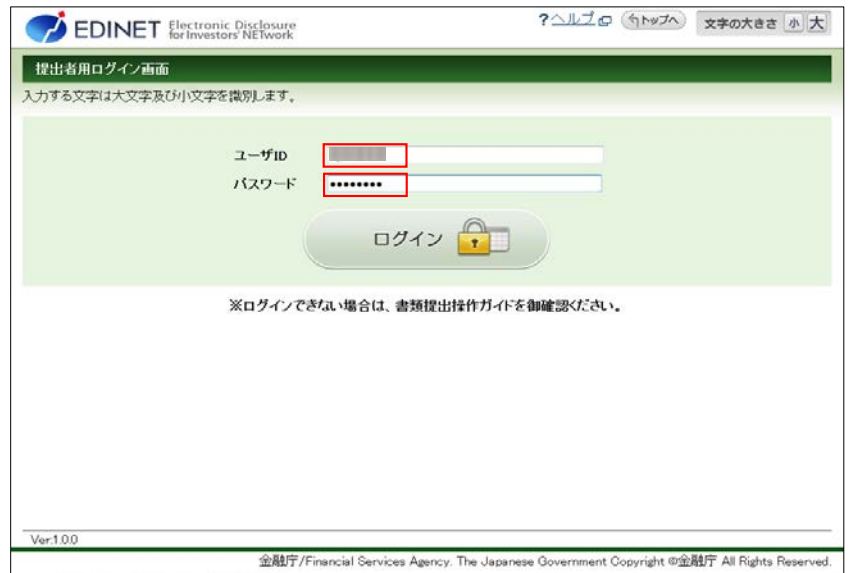 EDINET Electronic Disclosure for Investors' NETwork
?ヘルプ トップへ 文字の大きさ 小 大
提出者用ログイン画面
入力する文字は大文字及び小文字を識別します。
ユーザID
パスワード ••••••••
ログイン
※ログインできない場合は、書類提出操作ガイドを御確認ください。
Ver.1.0.0
金融庁/Financial Services Agency. The Japanese Government Copyright ©金融庁 All Rights Reserved.